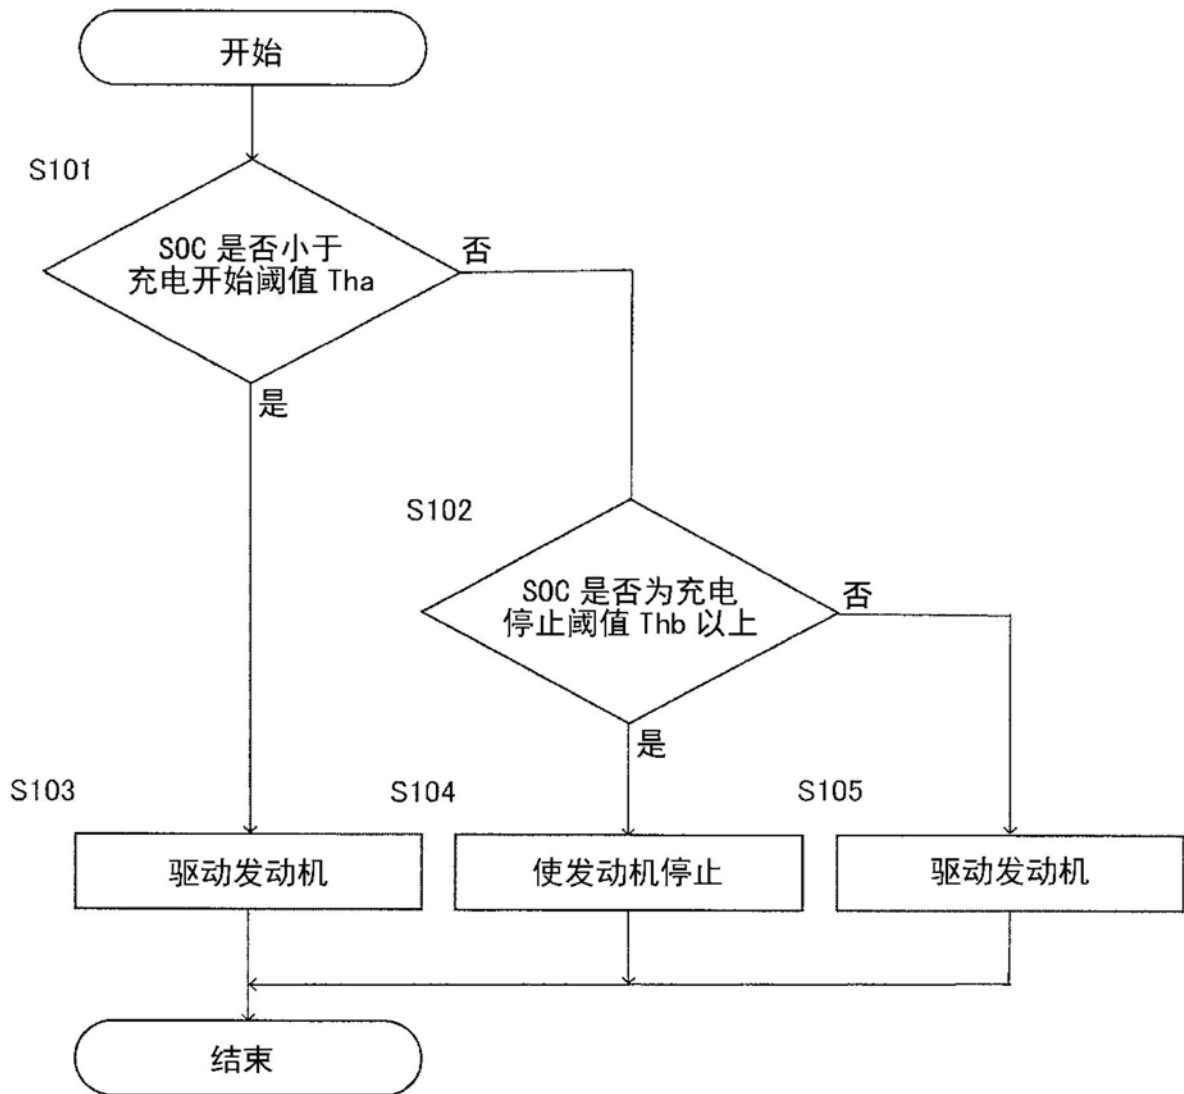 开始
S101
SOC 是否小于
充电开始阈值 Tha
否
是
S102
SOC 是否为充电
停止阈值 Thb 以上
否
是
S103
驱动发动机
S104
使发动机停止
S105
驱动发动机
结束